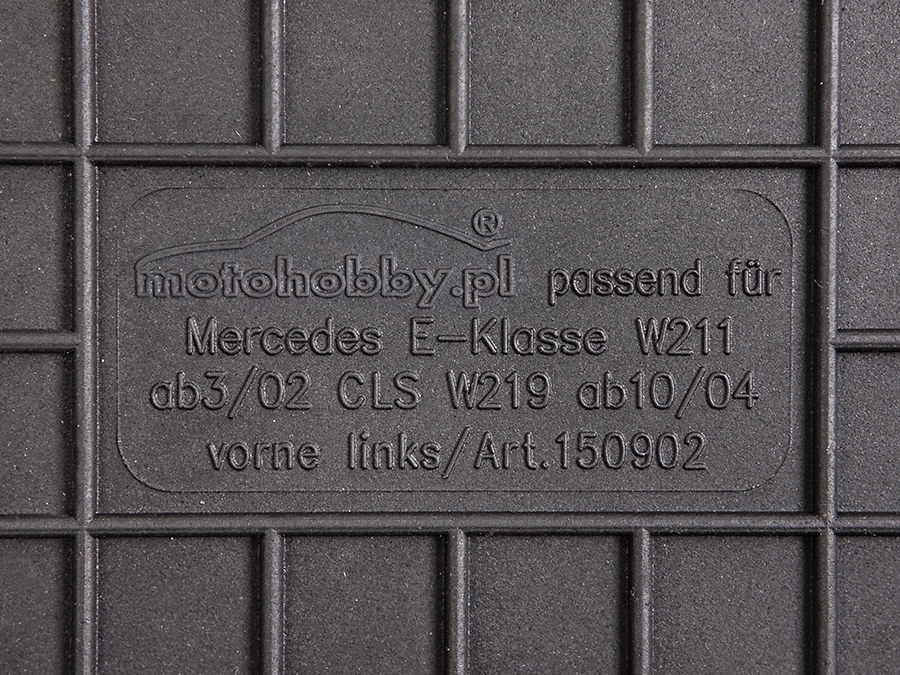 motohobby.pl® passend für
Mercedes E-Klasse W211
ab3/02 CLS W219 ab10/04
vorne links/Art.150902